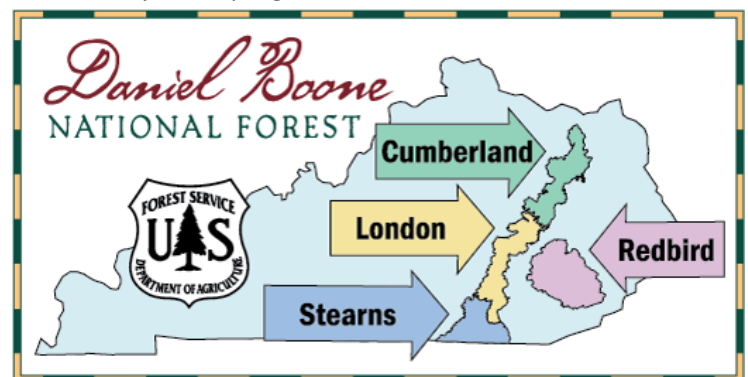 Daniel Boone
NATIONAL FOREST
Cumberland
FOREST SERVICE
U S
DEPARTMENT OF AGRICULTURE
London
Redbird
Stearns